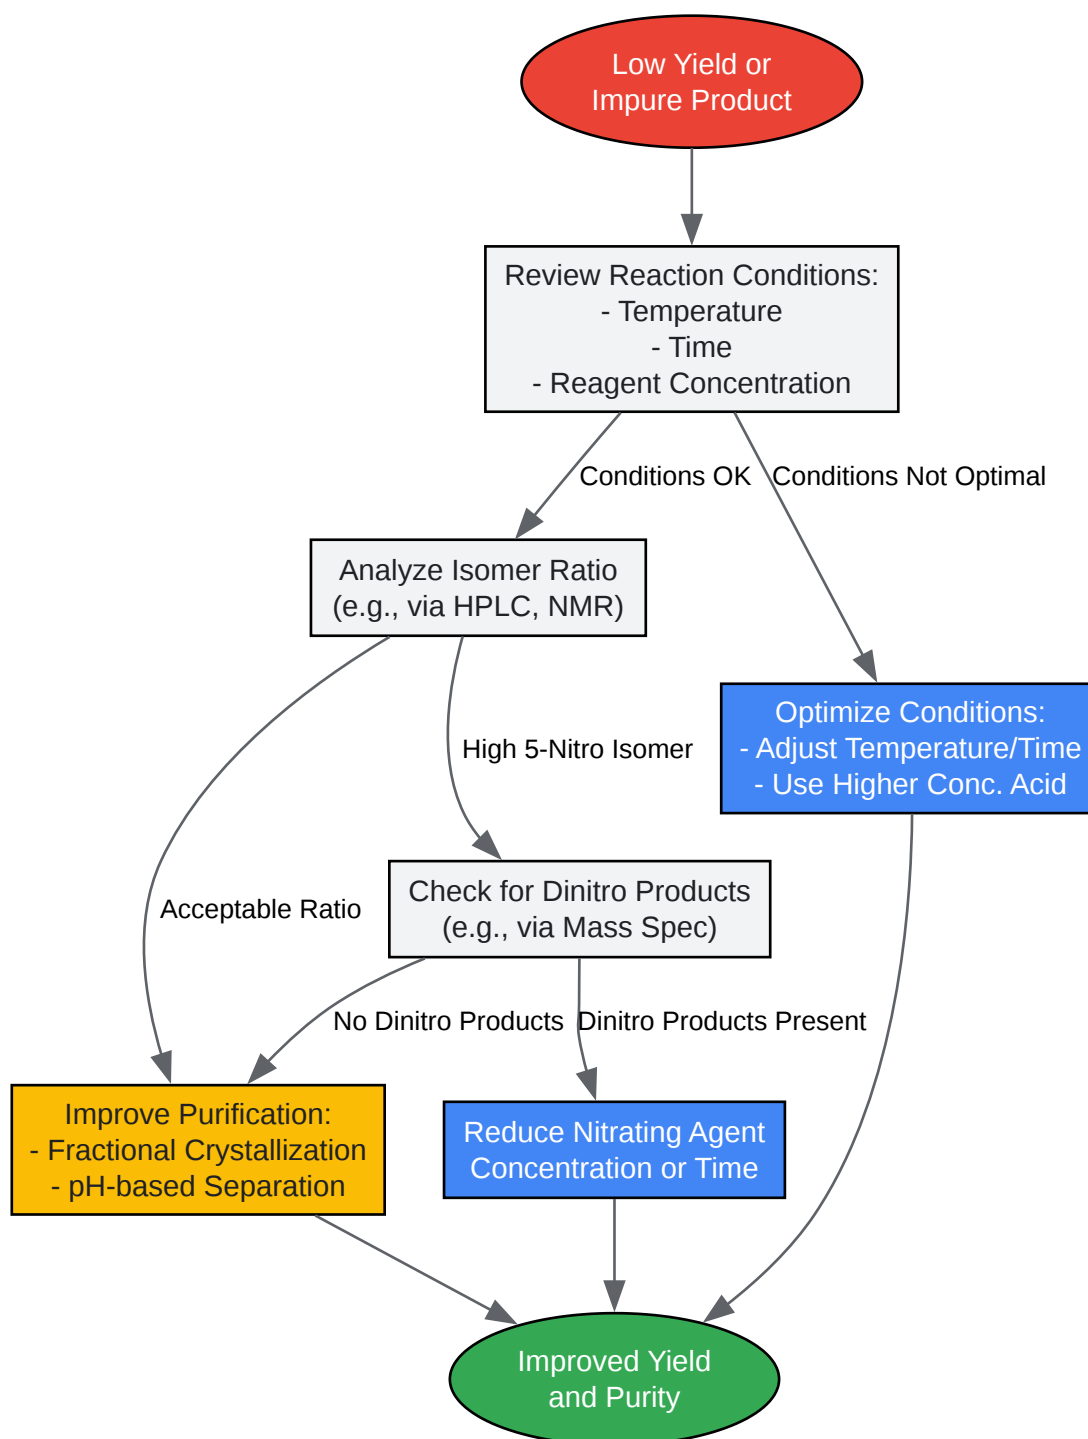 Low Yield or
Impure Product
Review Reaction Conditions:
- Temperature
- Time
- Reagent Concentration
Conditions OK
Conditions Not Optimal
Analyze Isomer Ratio
(e.g., via HPLC, NMR)
Optimize Conditions:
- Adjust Temperature/Time
- Use Higher Conc. Acid
High 5-Nitro Isomer
Acceptable Ratio
Check for Dinitro Products
(e.g., via Mass Spec)
No Dinitro Products
Dinitro Products Present
Improve Purification:
- Fractional Crystallization
- pH-based Separation
Reduce Nitrating Agent
Concentration or Time
Improved Yield
and Purity